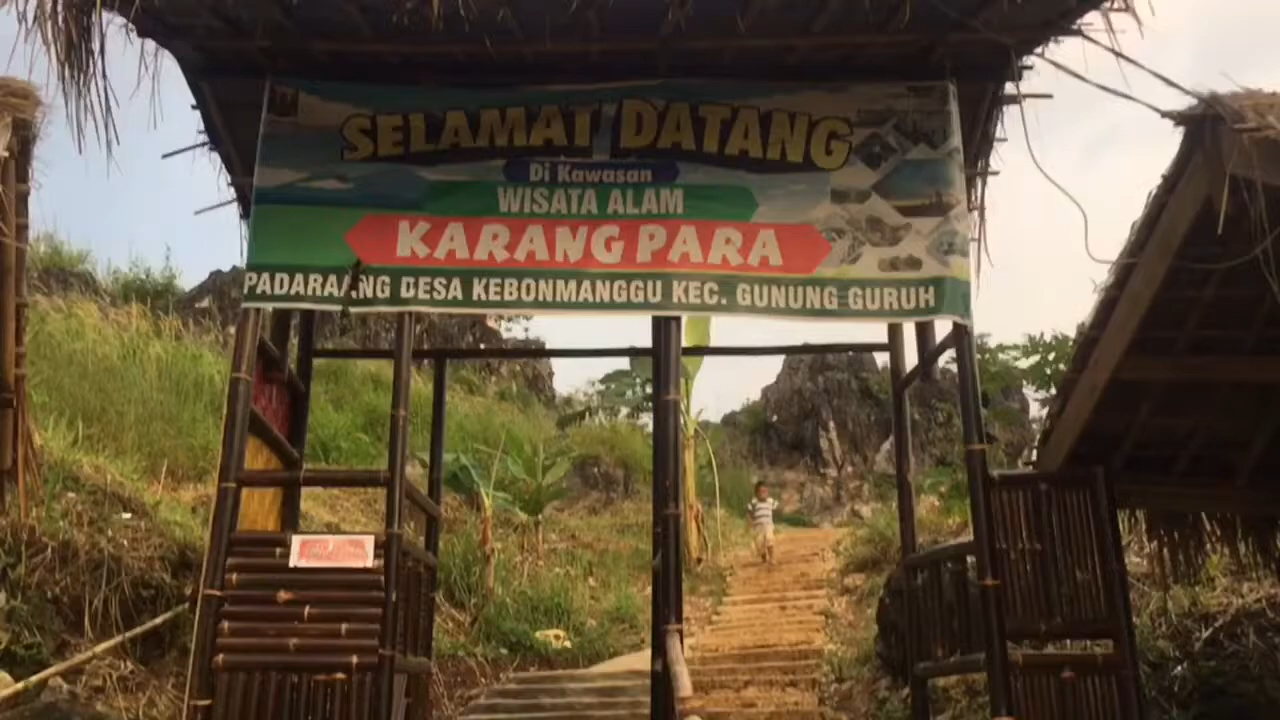 SELAMAT DATANG
Di Kawasan
WISATA ALAM
KARANG PARA
PADARAANG DESA KEBONMANGGU KEC. GUNUNG GURUH